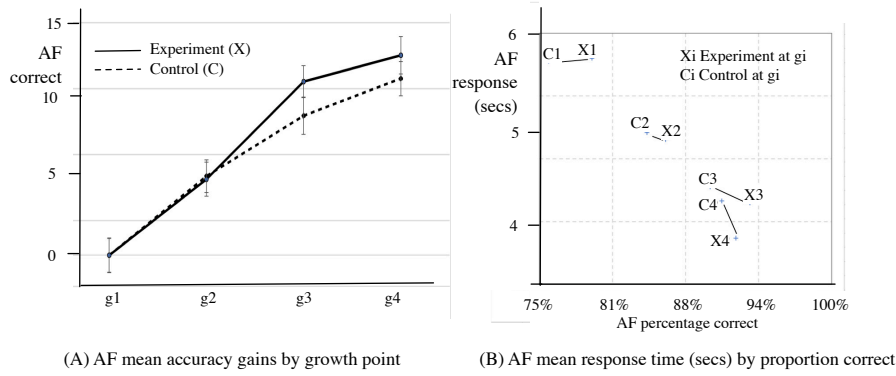 15
AF
correct
10
5
0
Experiment (X)
Control (C)
g1 g2 g3 g4
(A) AF mean accuracy gains by growth point
6
AF
response
(secs)
5
4
C1 X1
Xi Experiment at gi
Ci Control at gi
C2 X2
C3
X3
C4
X4
75% 81% 88% 94% 100%
AF percentage correct
(B) AF mean response time (secs) by proportion correct